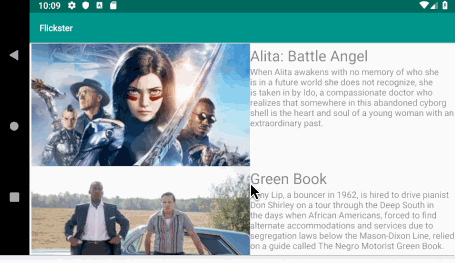 10:09
Flickster
Alita: Battle Angel
When Alita awakens with no memory of who she
is in a future world she does not recognize, she
is taken in by Ido, a compassionate doctor who
realizes that somewhere in this abandoned cyborg
shell is the heart and soul of a young woman with an
extraordinary past.
Green Book
Lip, a bouncer in 1962, is hired to drive pianist
Don Shirley on a tour through the Deep South in
the days when African Americans, forced to find
alternate accommodations and services due to
segregation laws below the Mason-Dixon Line, relied
on a guide called The Negro Motorist Green Book.